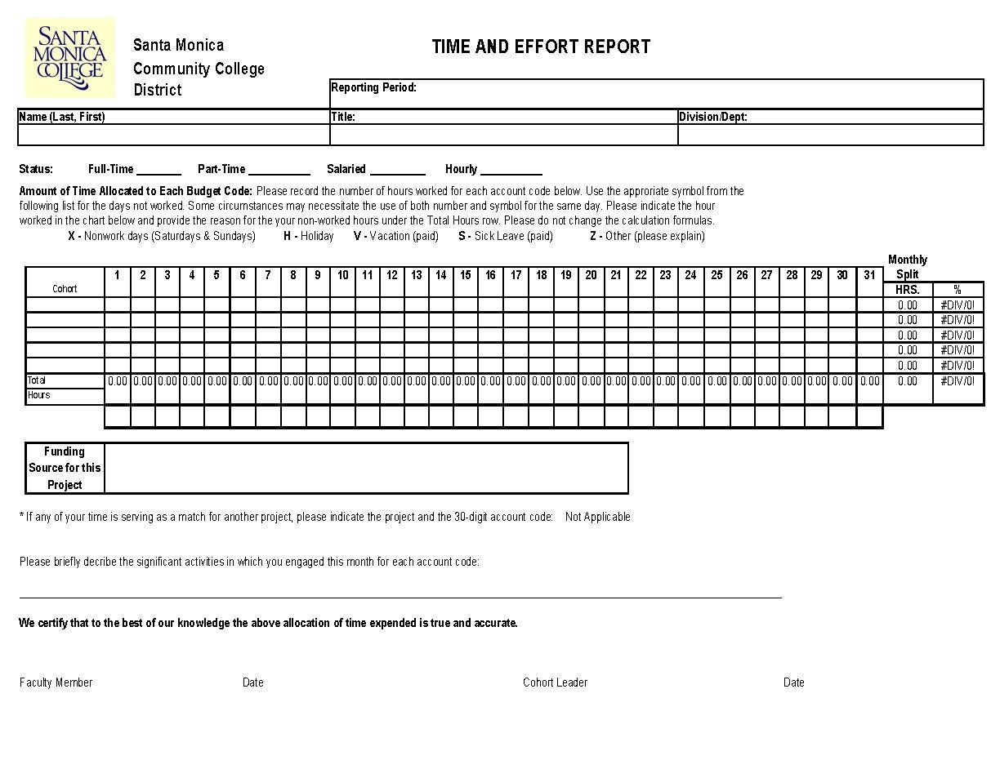 SANTA
MONICA
COLLEGE
Santa Monica
Community College
District
TIME AND EFFORT REPORT
Reporting Period:
Name (Last, First) Title: Division/Dept:
Status: Full-Time ________ Part-Time ________ Salaried ________ Hourly ________
Amount of Time Allocated to Each Budget Code: Please record the number of hours worked for each account code below. Use the approriate symbol from the
following list for the days not worked. Some circumstances may necessitate the use of both number and symbol for the same day. Please indicate the hour
worked in the chart below and provide the reason for the your non-worked hours under the Total Hours row. Please do not change the calculation formulas.
X - Nonwork days (Saturdays & Sundays) H - Holiday V - Vacation (paid) S - Sick Leave (paid) Z - Other (please explain)
Monthly
Cohort 1 2 3 4 5 6 7 8 9 10 11 12 13 14 15 16 17 18 19 20 21 22 23 24 25 26 27 28 29 30 31 Split
HRS. %
0.00 #DIV/0!
0.00 #DIV/0!
0.00 #DIV/0!
0.00 #DIV/0!
0.00 #DIV/0!
Total 0.00 0.00 0.00 0.00 0.00 0.00 0.00 0.00 0.00 0.00 0.00 0.00 0.00 0.00 0.00 0.00 0.00 0.00 0.00 0.00 0.00 0.00 0.00 0.00 0.00 0.00 0.00 0.00 0.00 0.00 0.00 0.00 #DIV/0!
Hours
Funding
Source for this
Project
* If any of your time is serving as a match for another project, please indicate the project and the 30-digit account code: Not Applicable
Please briefly decribe the significant activities in which you engaged this month for each account code:
We certify that to the best of our knowledge the above allocation of time expended is true and accurate.
Faculty Member Date Cohort Leader Date